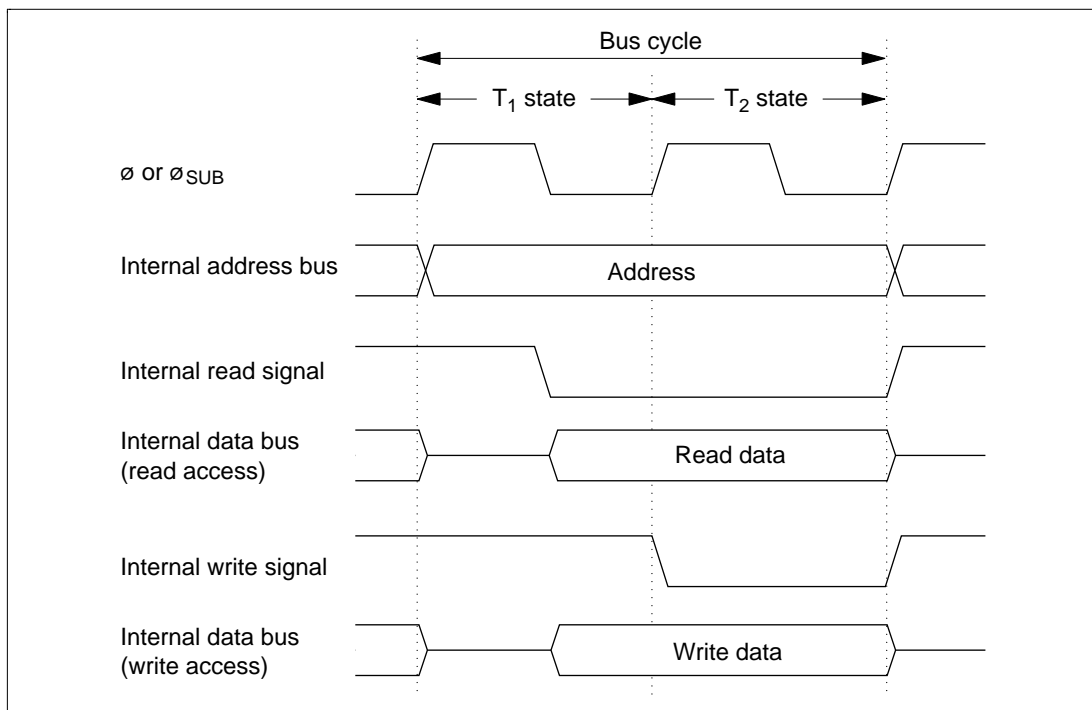 Bus cycle
T₁ state
T₂ state
ø or øSUB
Internal address bus
Address
Internal read signal
Internal data bus
(read access)
Read data
Internal write signal
Internal data bus
(write access)
Write data